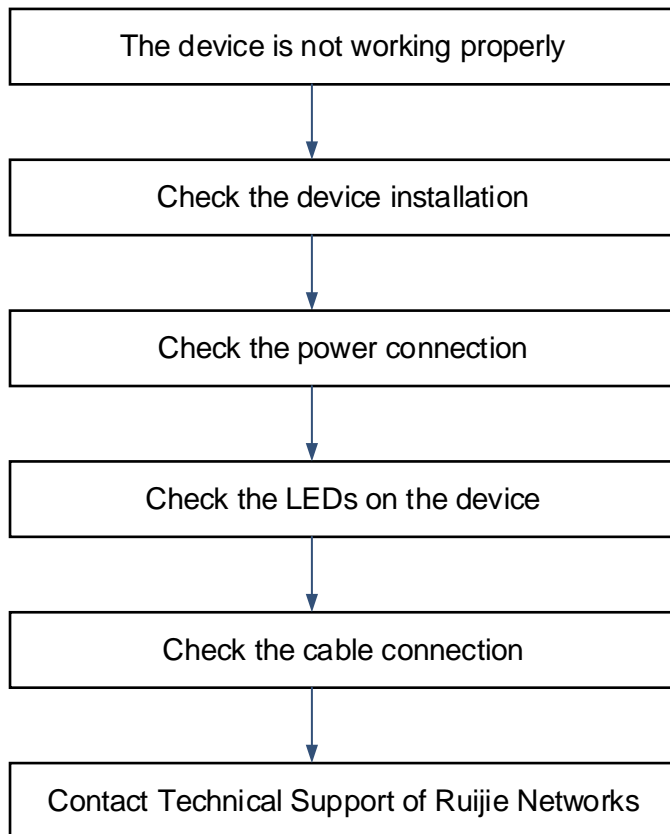 The device is not working properly
Check the device installation
Check the power connection
Check the LEDs on the device
Check the cable connection
Contact Technical Support of Ruijie Networks